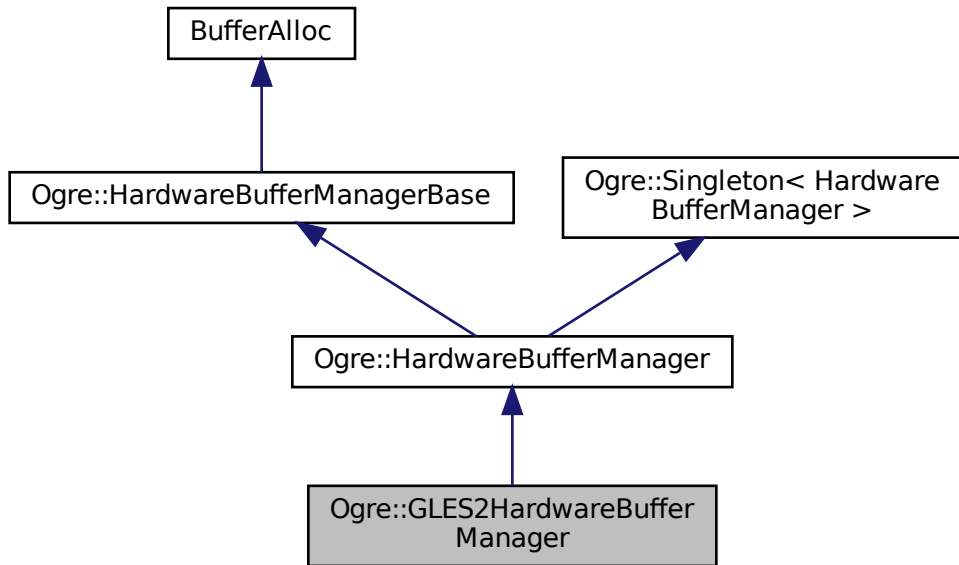 BufferAlloc
Ogre::HardwareBufferManagerBase
Ogre::Singleton< Hardware
BufferManager >
Ogre::HardwareBufferManager
Ogre::GLES2HardwareBuffer
Manager